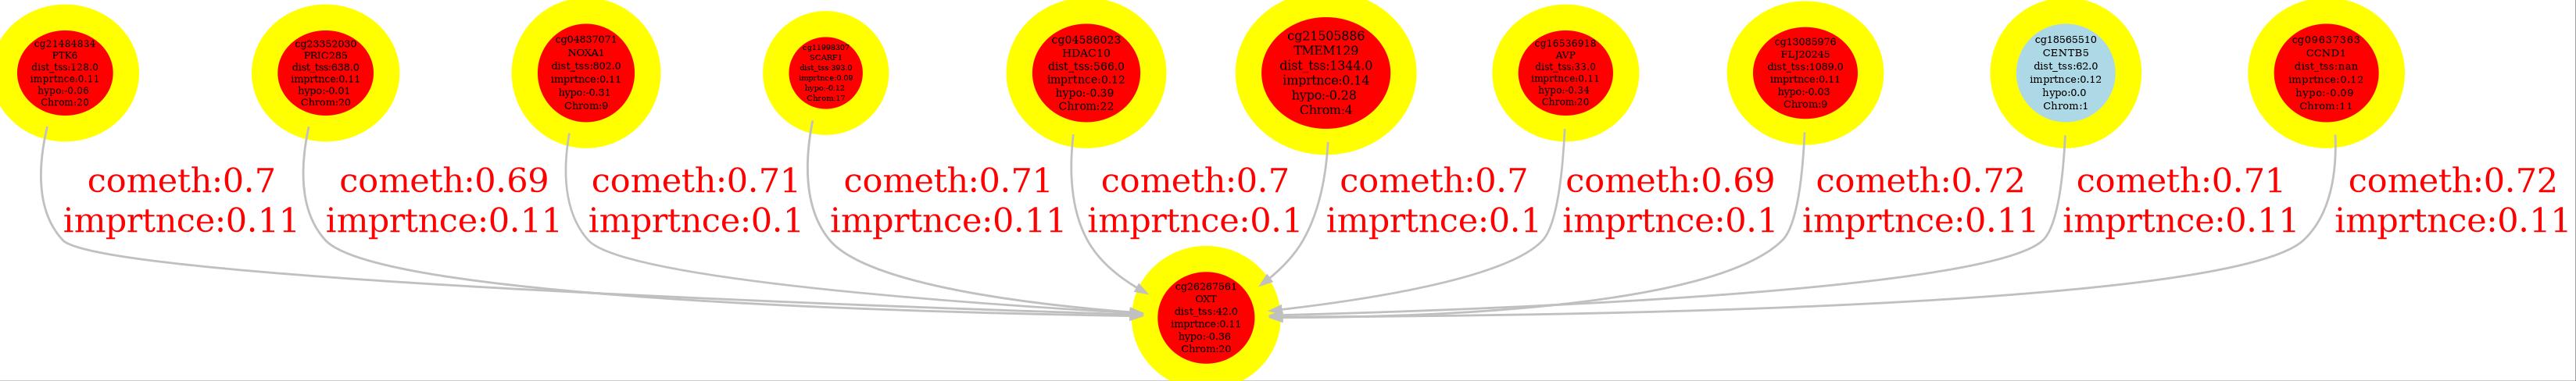 cg21484834
PTK6
dist_tss:128.0
imprtnce:0.11
hypo:-0.06
Chrom:20
cg23352030
PRIC285
dist_tss:638.0
imprtnce:0.11
hypo:-0.01
Chrom:20
cg04837071
NOXA1
dist_tss:802.0
imprtnce:0.11
hypo:-0.31
Chrom:9
cg11998307
SCARF1
dist_tss:393.0
imprtnce:0.09
hypo:-0.12
Chrom:17
cg04586023
HDAC10
dist_tss:566.0
imprtnce:0.12
hypo:-0.39
Chrom:22
cg21505886
TMEM129
dist_tss:1344.0
imprtnce:0.14
hypo:-0.28
Chrom:4
cg16536918
AVP
dist_tss:33.0
imprtnce:0.11
hypo:-0.34
Chrom:20
cg13085976
FLJ20245
dist_tss:1089.0
imprtnce:0.11
hypo:-0.03
Chrom:9
cg18565510
CENTB5
dist_tss:62.0
imprtnce:0.12
hypo:0.0
Chrom:1
cg09637363
CCND1
dist_tss:nan
imprtnce:0.12
hypo:-0.09
Chrom:11
cometh:0.7
imprtnce:0.11
cometh:0.69
imprtnce:0.11
cometh:0.71
imprtnce:0.1
cometh:0.71
imprtnce:0.11
cometh:0.7
imprtnce:0.1
cometh:0.7
imprtnce:0.1
cometh:0.69
imprtnce:0.1
cometh:0.72
imprtnce:0.11
cometh:0.71
imprtnce:0.11
cometh:0.72
imprtnce:0.11
cg26267561
OXT
dist_tss:42.0
imprtnce:0.11
hypo:-0.36
Chrom:20